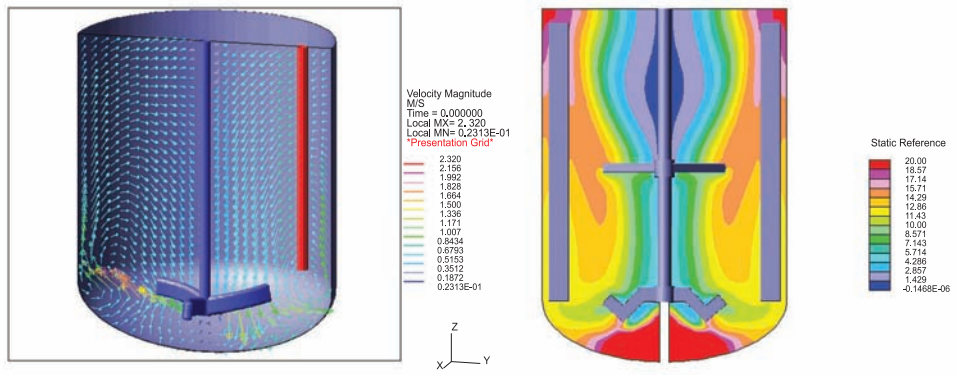 Velocity Magnitude
M/S
Time = 0.000000
Local MX= 2.320
Local MN= 0.2313E-01
*Presentation Grid*
2.320
2.156
1.992
1.828
1.664
1.500
1.336
1.171
1.007
0.8434
0.6793
0.5153
0.3512
0.1872
0.2313E-01
Z
X
Y
Static Reference
20.00
18.57
17.14
15.71
14.29
12.86
11.43
10.00
8.571
7.143
5.714
4.286
2.857
1.429
-0.1468E-06